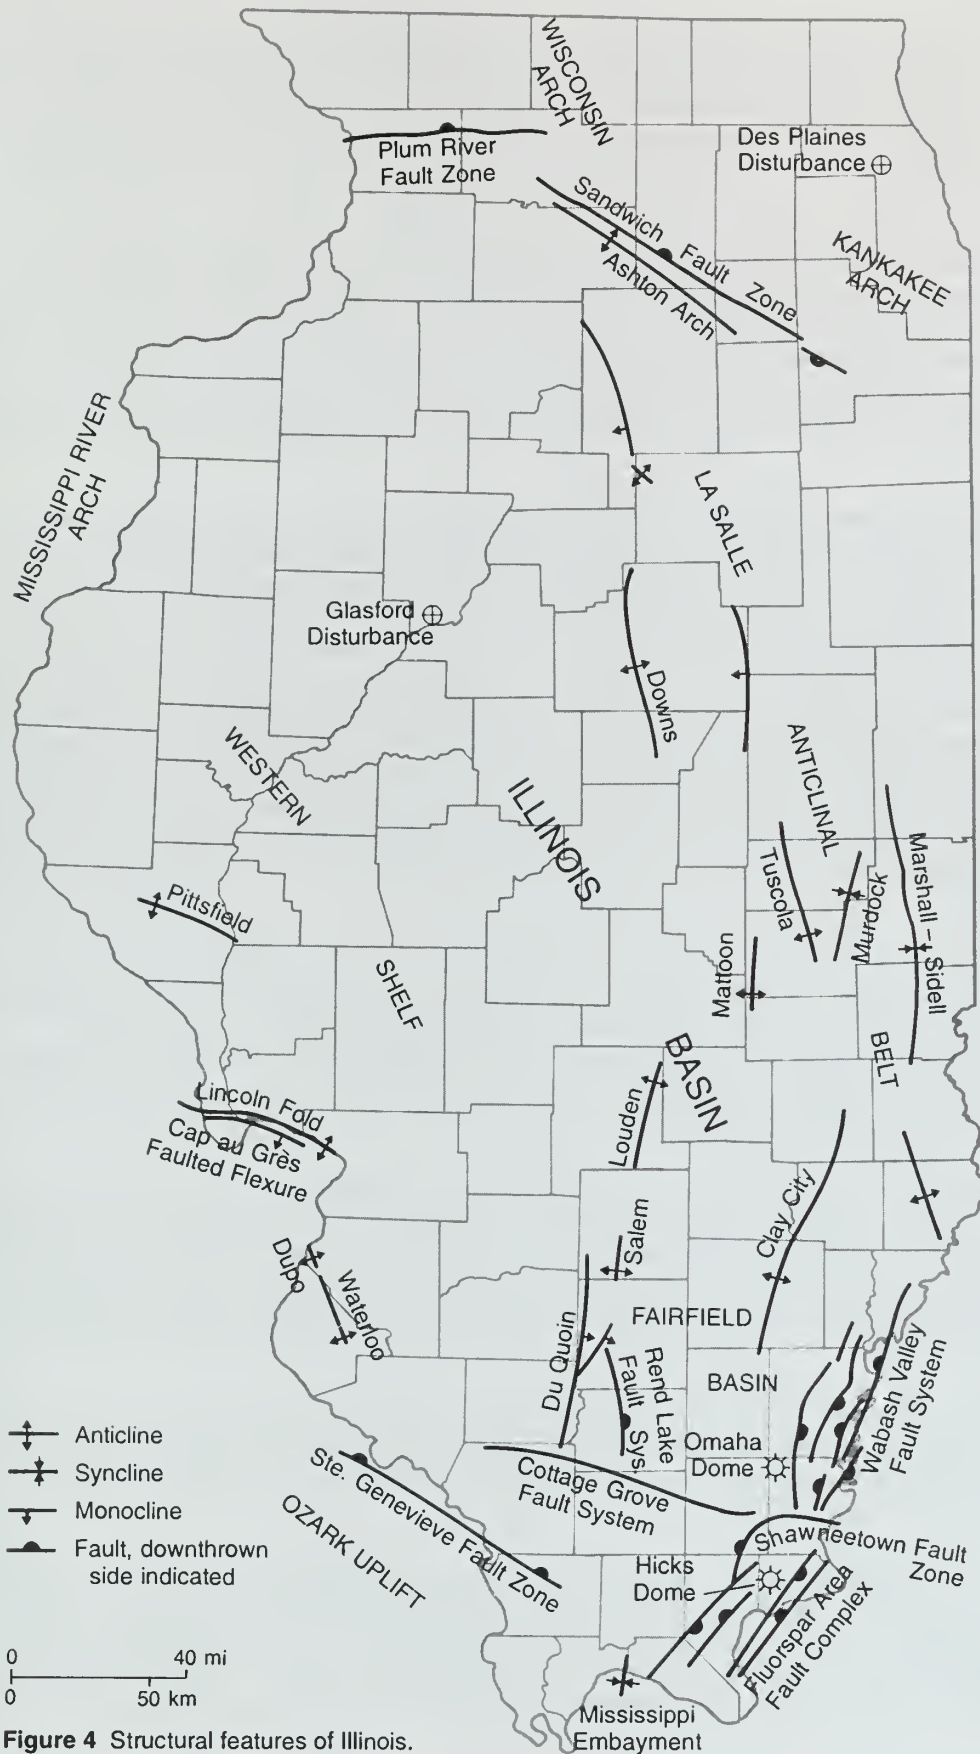 WISCONSIN
ARCH
Plum River
Fault Zone
Des Plaines
Disturbance
Sandwich Fault Zone
Ashton Arch
KANKAKEE
ARCH
MISSISSIPPI RIVER
ARCH
LA SALLE
Glasford
Disturbance
Downs
WESTERN
ANTICLINAL
ILLINOIS
Tuscola
Murdock
Marshall – Sidell
Pittsfield
Mattoon
SHELF
BELT
BASIN
Lincoln Fold
Cap au Grès
Faulted Flexure
Louden
Clay City
Salem
Dupo
Waterloo
FAIRFIELD
BASIN
Du Quoin
Rend Lake
Fault Sys.
Wabash Valley
Fault System
Omaha
Dome
Cottage Grove
Fault System
Ste. Genevieve Fault Zone
OZARK UPLIFT
Shawneetown Fault
Zone
Hicks
Dome
Fluorspar Area
Fault Complex
Mississippi
Embayment
Anticline
Syncline
Monocline
Fault, downthrown
side indicated
0 40 mi
0 50 km
Figure 4 Structural features of Illinois.